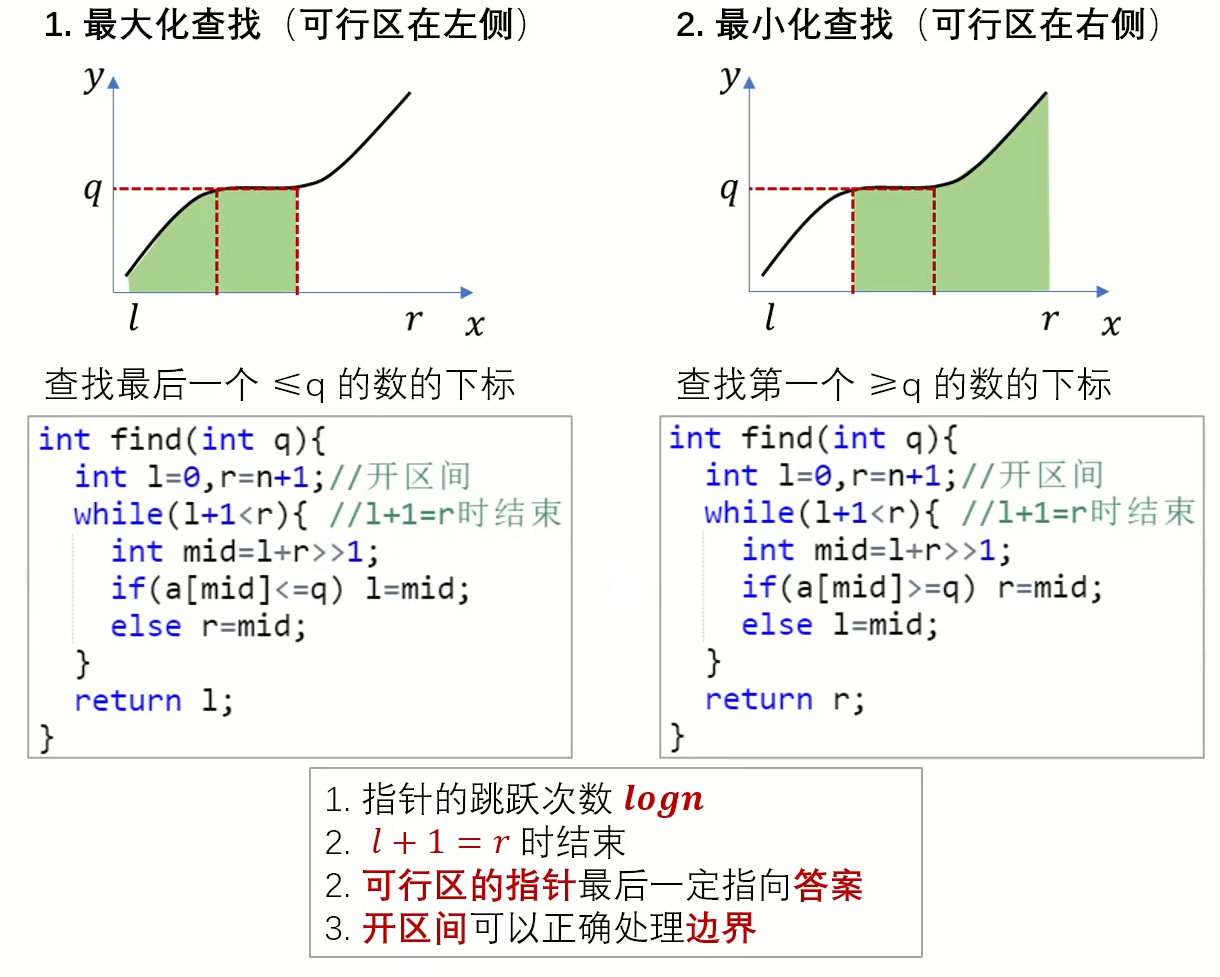 1. 最大化查找（可行区在左侧）
y
q
l
r
x
查找最后一个 ≤q 的数的下标
int find(int q){
int l=0,r=n+1;//开区间
while(l+1<r){ //l+1=r时结束
int mid=l+r>>1;
if(a[mid]<=q) l=mid;
else r=mid;
}
return l;
}
2. 最小化查找（可行区在右侧）
y
q
l
r
x
查找第一个 ≥q 的数的下标
int find(int q){
int l=0,r=n+1;//开区间
while(l+1<r){ //l+1=r时结束
int mid=l+r>>1;
if(a[mid]>=q) r=mid;
else l=mid;
}
return r;
}
1. 指针的跳跃次数 logn
2. l + 1 = r 时结束
2. 可行区的指针最后一定指向答案
3. 开区间可以正确处理边界